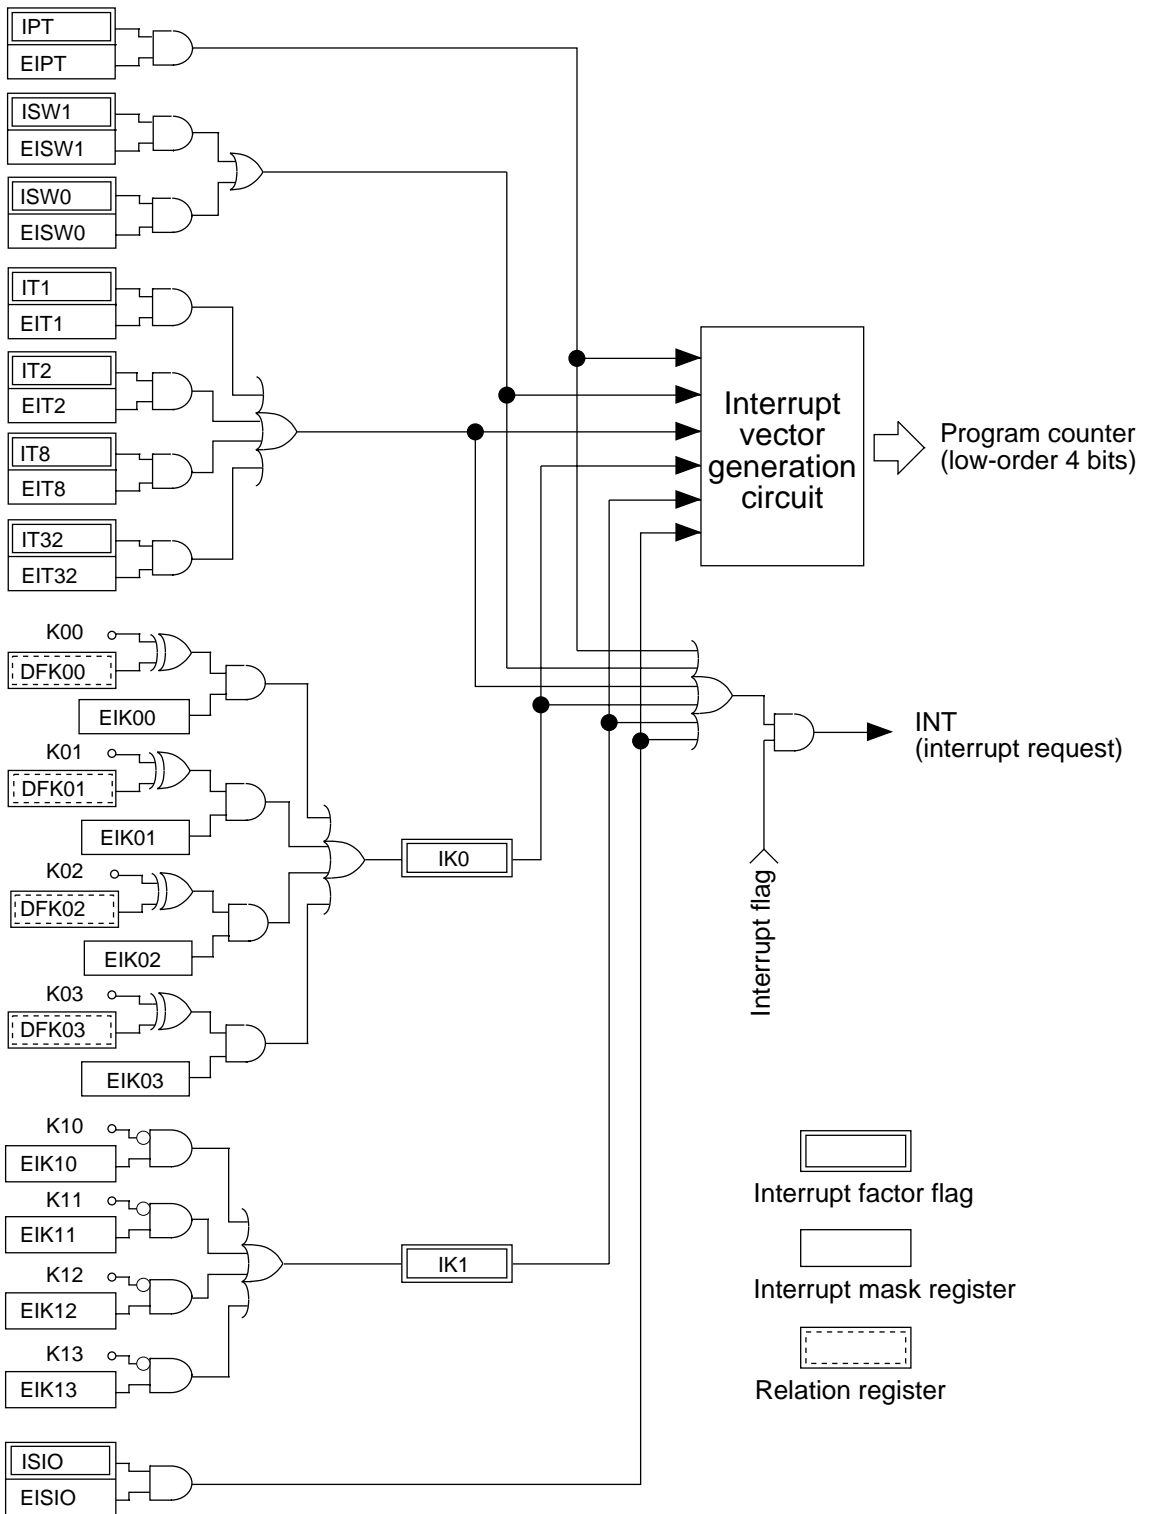 IPT
EIPT
ISW1
EISW1
ISW0
EISW0
IT1
EIT1
IT2
EIT2
IT8
EIT8
IT32
EIT32
K00
DFK00
EIK00
K01
DFK01
EIK01
K02
DFK02
EIK02
K03
DFK03
EIK03
K10
EIK10
K11
EIK11
K12
EIK12
K13
EIK13
ISIO
EISIO
IK0
IK1
Interrupt
vector
generation
circuit
Program counter
(low-order 4 bits)
INT
(interrupt request)
Interrupt flag
Interrupt factor flag
Interrupt mask register
Relation register